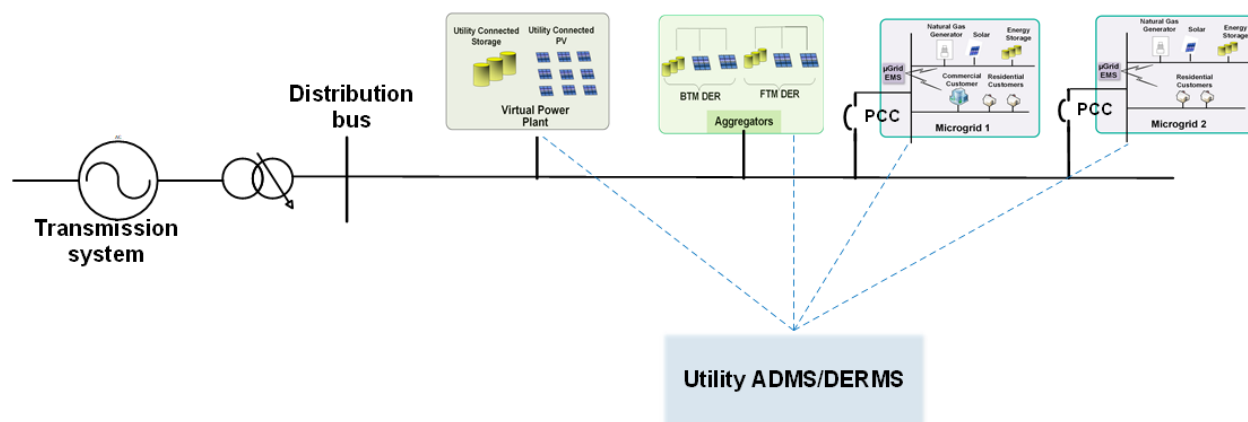 Utility Connected
Storage
Utility Connected
PV
Virtual Power
Plant
BTM DER
FTM DER
Aggregators
Natural Gas
Generator
Solar
Energy
Storage
µGrid
EMS
Commercial
Customer
Residential
Customers
Microgrid 1
PCC
Natural Gas
Generator
Solar
Energy
Storage
µGrid
EMS
Residential
Customers
Microgrid 2
PCC
Distribution
bus
Transmission
system
Utility ADMS/DERMS